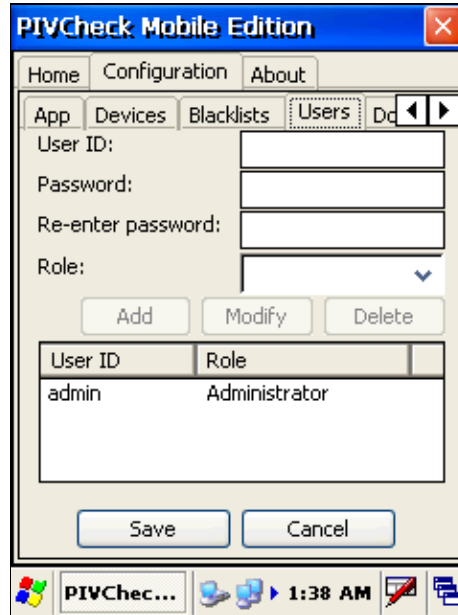 PIVCheck Mobile Edition
Home Configuration About
App Devices Blacklists Users
User ID:
Password:
Re-enter password:
Role:
Add Modify Delete
User ID Role
admin Administrator
Save Cancel
PIVChec... 1:38 AM